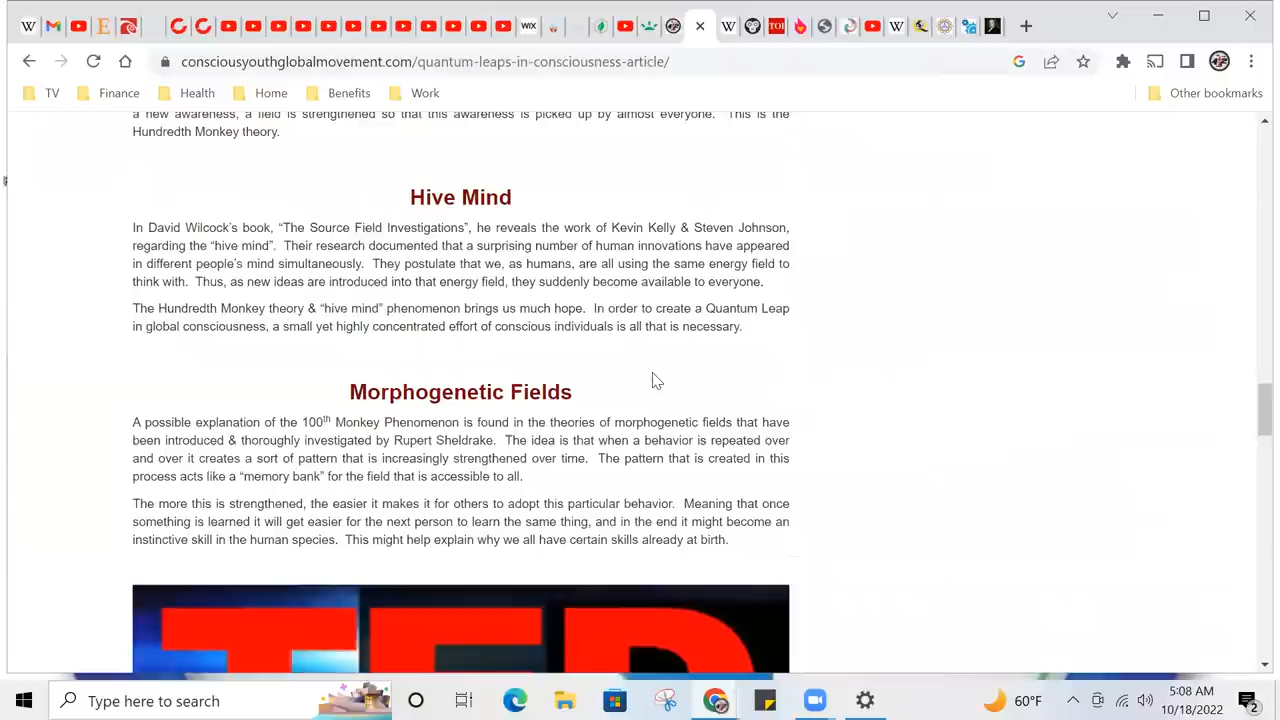 consciousyouthglobalmovement.com/quantum-leaps-in-consciousness-article/
TV
Finance
Health
Home
Benefits
Work
Other bookmarks
a new awareness, a field is strengthened so that this awareness is picked up by almost everyone. This is the
Hundredth Monkey theory.
Hive Mind
In David Wilcock's book, “The Source Field Investigations”, he reveals the work of Kevin Kelly & Steven Johnson,
regarding the “hive mind”. Their research documented that a surprising number of human innovations have appeared
in different people's mind simultaneously. They postulate that we, as humans, are all using the same energy field to
think with. Thus, as new ideas are introduced into that energy field, they suddenly become available to everyone.
The Hundredth Monkey theory & “hive mind” phenomenon brings us much hope. In order to create a Quantum Leap
in global consciousness, a small yet highly concentrated effort of conscious individuals is all that is necessary.
Morphogenetic Fields
A possible explanation of the 100th Monkey Phenomenon is found in the theories of morphogenetic fields that have
been introduced & thoroughly investigated by Rupert Sheldrake. The idea is that when a behavior is repeated over
and over it creates a sort of pattern that is increasingly strengthened over time. The pattern that is created in this
process acts like a “memory bank” for the field that is accessible to all.
The more this is strengthened, the easier it makes it for others to adopt this particular behavior. Meaning that once
something is learned it will get easier for the next person to learn the same thing, and in the end it might become an
instinctive skill in the human species. This might help explain why we all have certain skills already at birth.
TED
Type here to search
60°F
5:08 AM
10/18/2022
2